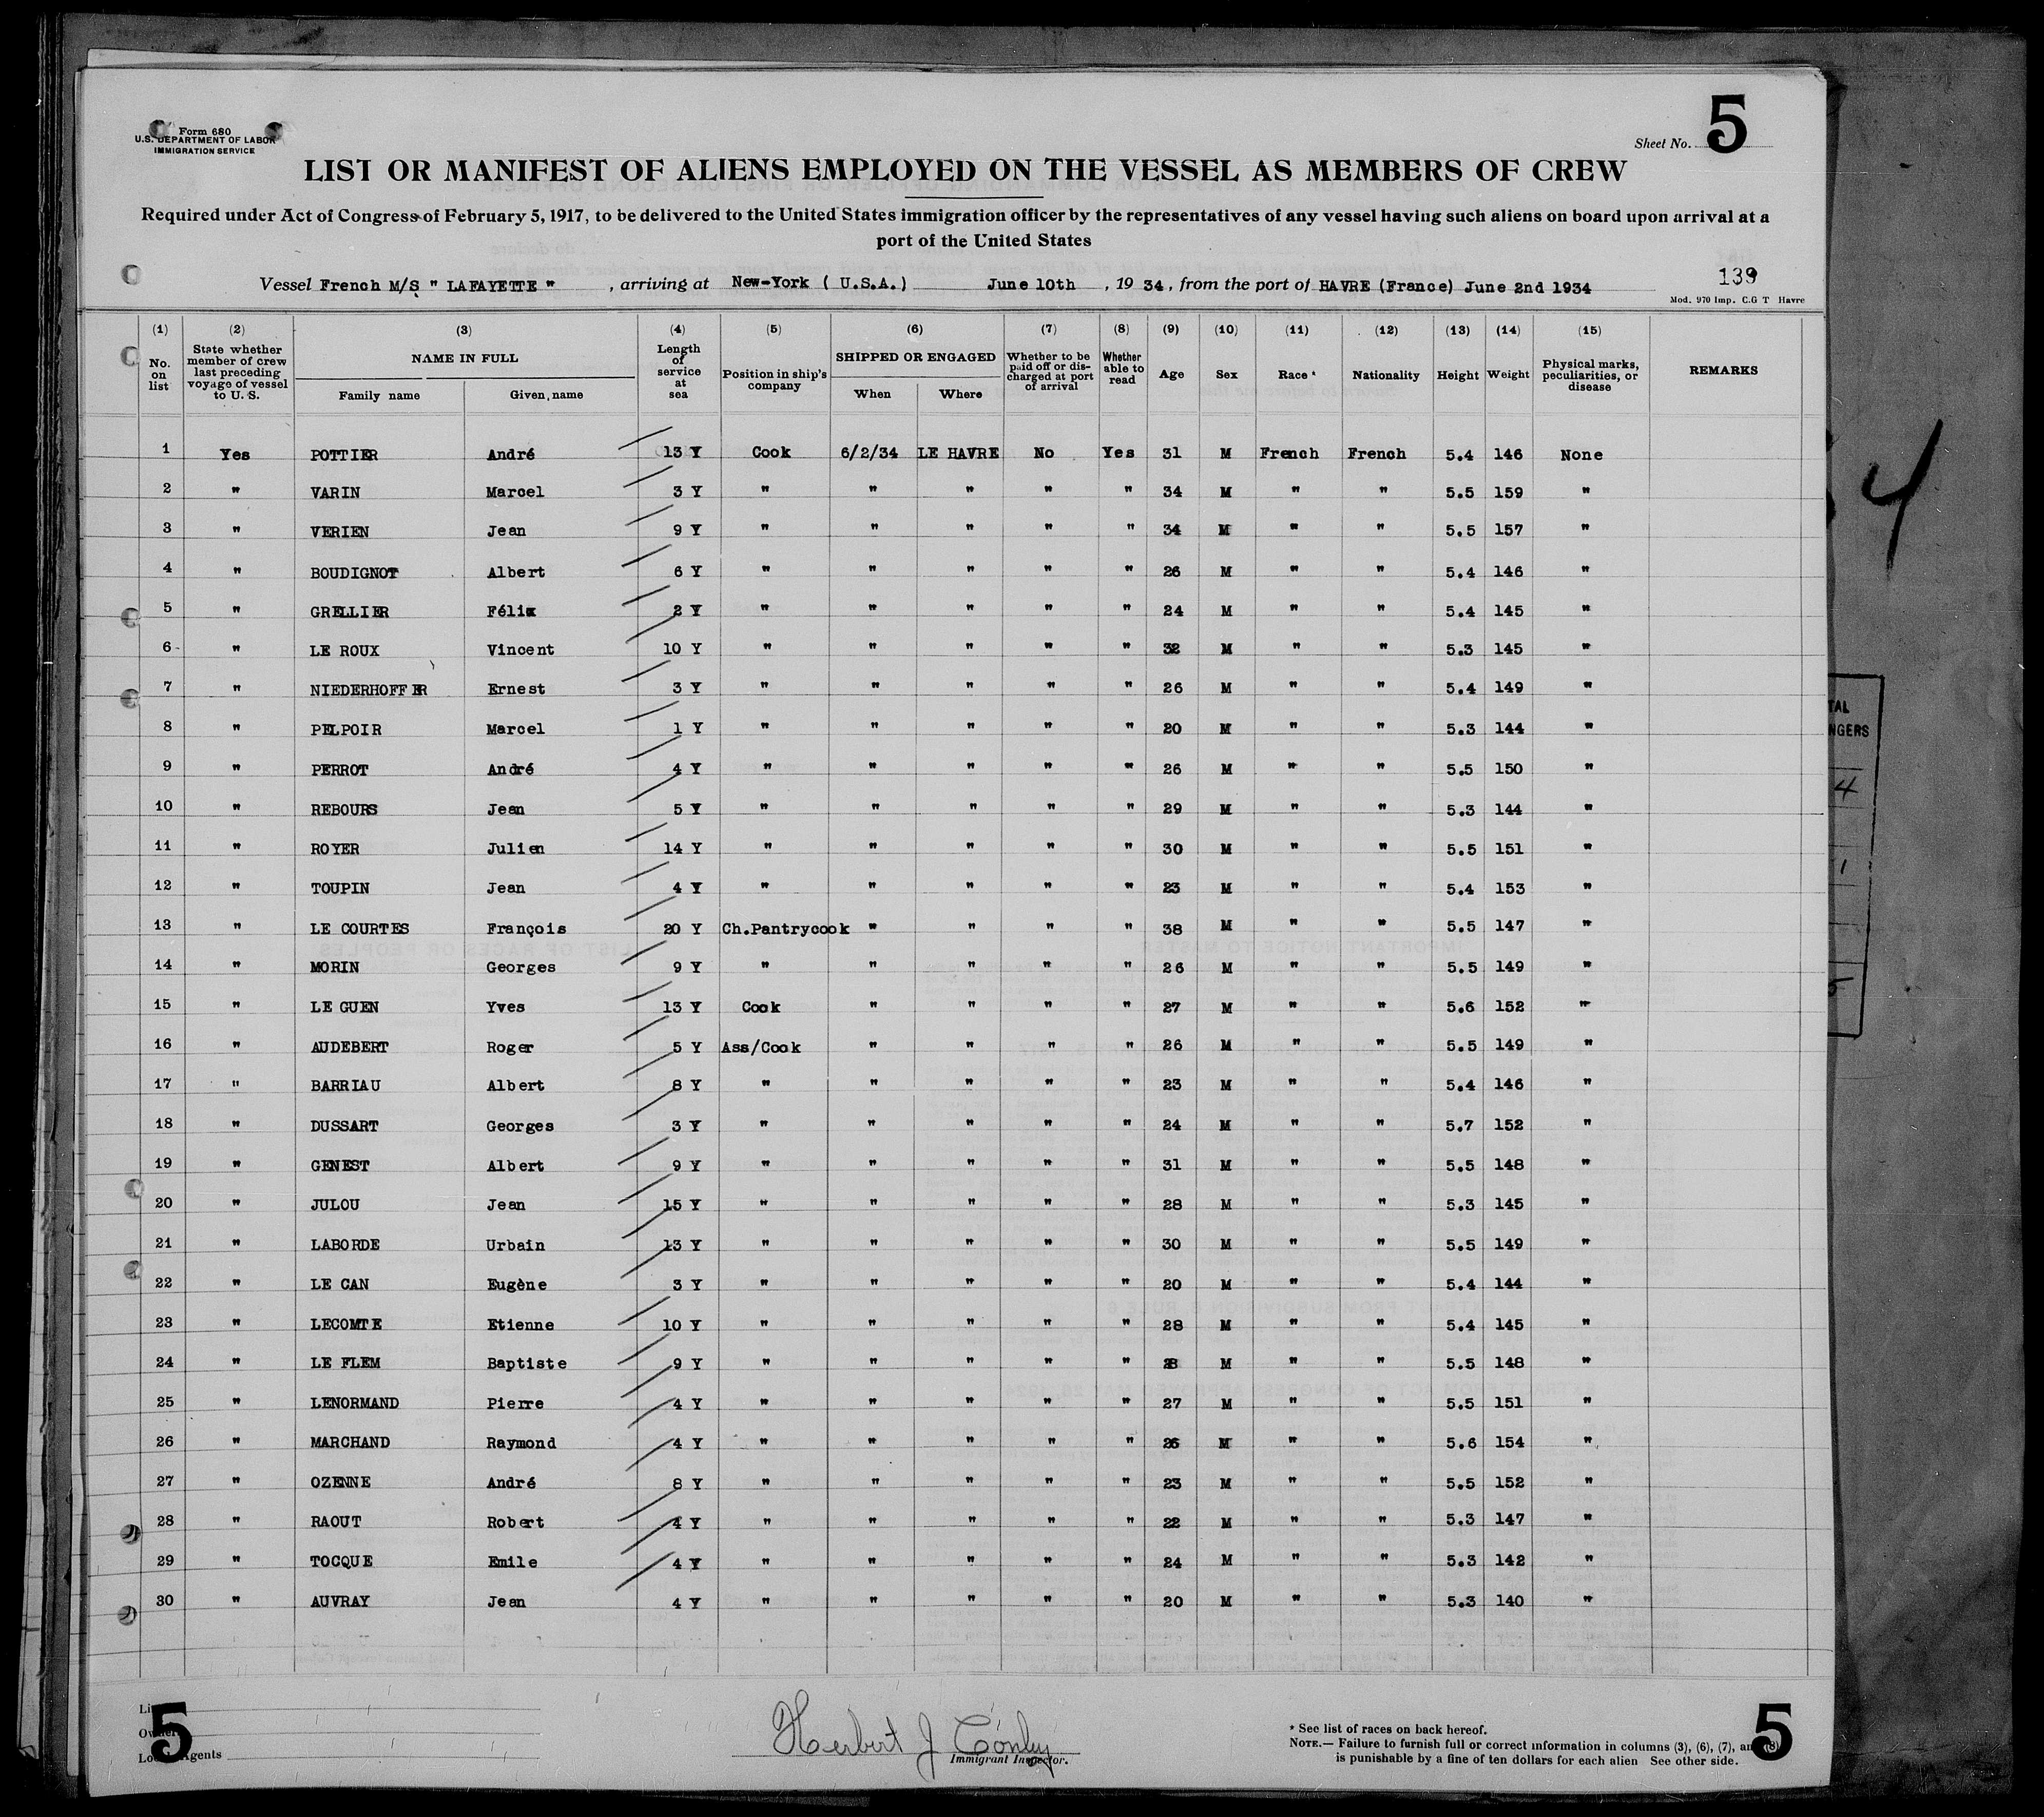 Form 680
U.S. DEPARTMENT OF LABOR
IMMIGRATION SERVICE
Sheet No. 5
LIST OR MANIFEST OF ALIENS EMPLOYED ON THE VESSEL AS MEMBERS OF CREW
Required under Act of Congress of February 5, 1917, to be delivered to the United States immigration officer by the representatives of any vessel having such aliens on board upon arrival at a
port of the United States
Vessel French M/S " LAFAYETTE " , arriving at New-York ( U.S.A.) June 10th , 19 34, from the port of HAVRE (France) June 2nd 1934
139
Mod. 970 Imp. C.G T Havre
(1) (2) (3) (4) (5) (6) (7) (8) (9) (10) (11) (12) (13) (14) (15)
No. on list State whether member of crew last preceding voyage of vessel to U. S. NAME IN FULL Family name Given name Length of service at sea Position in ship's company SHIPPED OR ENGAGED When Where Whether to be paid off or discharged at port of arrival Whether able to read Age Sex Race * Nationality Height Weight Physical marks, peculiarities, or disease REMARKS
1 Yes POTTIER André 13 Y Cook 6/2/34 LE HAVRE No Yes 31 M French French 5.4 146 None
2 " VARIN Marcel 3 Y " " " " " 34 M " " 5.5 159 "
3 " VERIEN Jean 9 Y " " " " " 34 M " " 5.5 157 "
4 " BOUDIGNOT Albert 6 Y " " " " " 26 M " " 5.4 146 "
5 " GRELLIER Félix 2 Y " " " " " 24 M " " 5.4 145 "
6 " LE ROUX Vincent 10 Y " " " " " 32 M " " 5.3 145 "
7 " NIEDERHOFFER Ernest 3 Y " " " " " 26 M " " 5.4 149 "
8 " PELPOIR Marcel 1 Y " " " " " 20 M " " 5.3 144 "
9 " PERROT André 4 Y " " " " " 26 M " " 5.5 150 "
10 " REBOURS Jean 5 Y " " " " " 29 M " " 5.3 144 "
11 " ROYER Julien 14 Y " " " " " 30 M " " 5.5 151 "
12 " TOUPIN Jean 4 Y " " " " " 23 M " " 5.4 153 "
13 " LE COURTES François 20 Y Ch.Pantrycook " " " " 38 M " " 5.5 147 "
14 " MORIN Georges 9 Y " " " " " 26 M " " 5.5 149 "
15 " LE GUEN Yves 13 Y Cook " " " " 27 M " " 5.6 152 "
16 " AUDEBERT Roger 5 Y Ass/Cook " " " " 26 M " " 5.5 149 "
17 " BARRIAU Albert 8 Y " " " " " 23 M " " 5.4 146 "
18 " DUSSART Georges 3 Y " " " " " 24 M " " 5.7 152 "
19 " GENEST Albert 9 Y " " " " " 31 M " " 5.5 148 "
20 " JULOU Jean 15 Y " " " " " 28 M " " 5.3 145 "
21 " LABORDE Urbain 13 Y " " " " " 30 M " " 5.5 149 "
22 " LE CAN Eugène 3 Y " " " " " 20 M " " 5.4 144 "
23 " LECOMTE Etienne 10 Y " " " " " 28 M " " 5.4 145 "
24 " LE FLEM Baptiste 9 Y " " " " " 28 M " " 5.5 148 "
25 " LENORMAND Pierre 4 Y " " " " " 27 M " " 5.5 151 "
26 " MARCHAND Raymond 4 Y " " " " " 26 M " " 5.6 154 "
27 " OZENNE André 8 Y " " " " " 23 M " " 5.5 152 "
28 " RAOUT Robert 4 Y " " " " " 22 M " " 5.3 147 "
29 " TOCQUE Emile 4 Y " " " " " 24 M " " 5.3 142 "
30 " AUVRAY Jean 4 Y " " " " " 20 M " " 5.3 140 "
5
Agents
Herbert J Conley
Immigrant Inspector.
* See list of races on back hereof.
NOTE.— Failure to furnish full or correct information in columns (3), (6), (7), and (8)
is punishable by a fine of ten dollars for each alien See other side.
5
4
TAL
NGERS
4
1